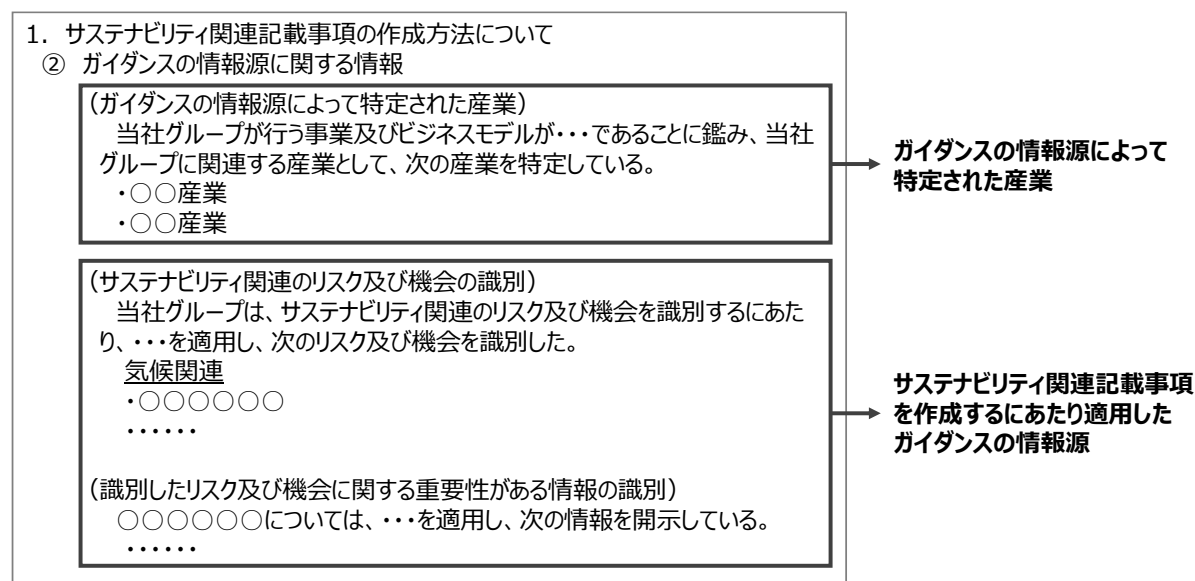 1. サステナビリティ関連記載事項の作成方法について
② ガイダンスの情報源に関する情報
(ガイダンスの情報源によって特定された産業)
当社グループが行う事業及びビジネスモデルが・・・であることに鑑み、当社
グループに関連する産業として、次の産業を特定している。
・○○産業
・○○産業
ガイダンスの情報源によって
特定された産業
(サステナビリティ関連のリスク及び機会の識別)
当社グループは、サステナビリティ関連のリスク及び機会を識別するにあた
り、・・・を適用し、次のリスク及び機会を識別した。
気候関連
・○○○○○○
・・・・・・
(識別したリスク及び機会に関する重要性がある情報の識別)
○○○○○○については、・・・を適用し、次の情報を開示している。
・・・・・・
サステナビリティ関連記載事項
を作成するにあたり適用した
ガイダンスの情報源